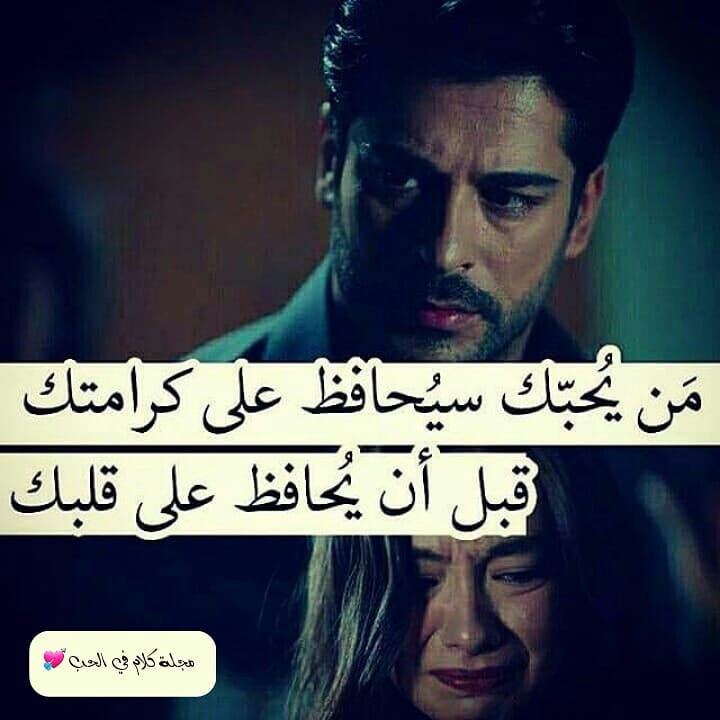 مَن يُحبّك سيُحافظ على كرامتك
قبل أن يُحافظ على قلبك
مجلة كلام في الحب 💞